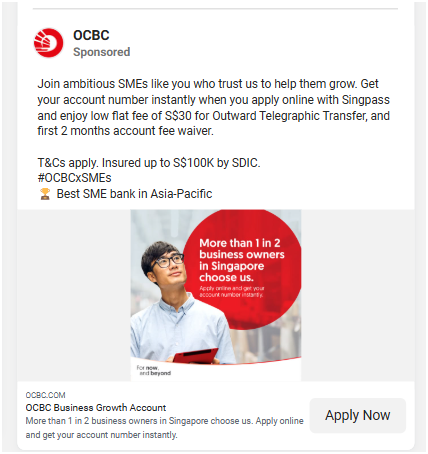 OCBC
Sponsored
Join ambitious SMEs like you who trust us to help them grow. Get
your account number instantly when you apply online with Singpass
and enjoy low flat fee of S$30 for Outward Telegraphic Transfer, and
first 2 months account fee waiver.
T&Cs apply. Insured up to S$100K by SDIC.
#OCBCxSMEs
🏆 Best SME bank in Asia-Pacific
More than 1 in 2
business owners
in Singapore
choose us.
Apply online and get your
account number instantly.
For now,
and beyond
OCBC.COM
OCBC Business Growth Account
More than 1 in 2 business owners in Singapore choose us. Apply online
and get your account number instantly.
Apply Now